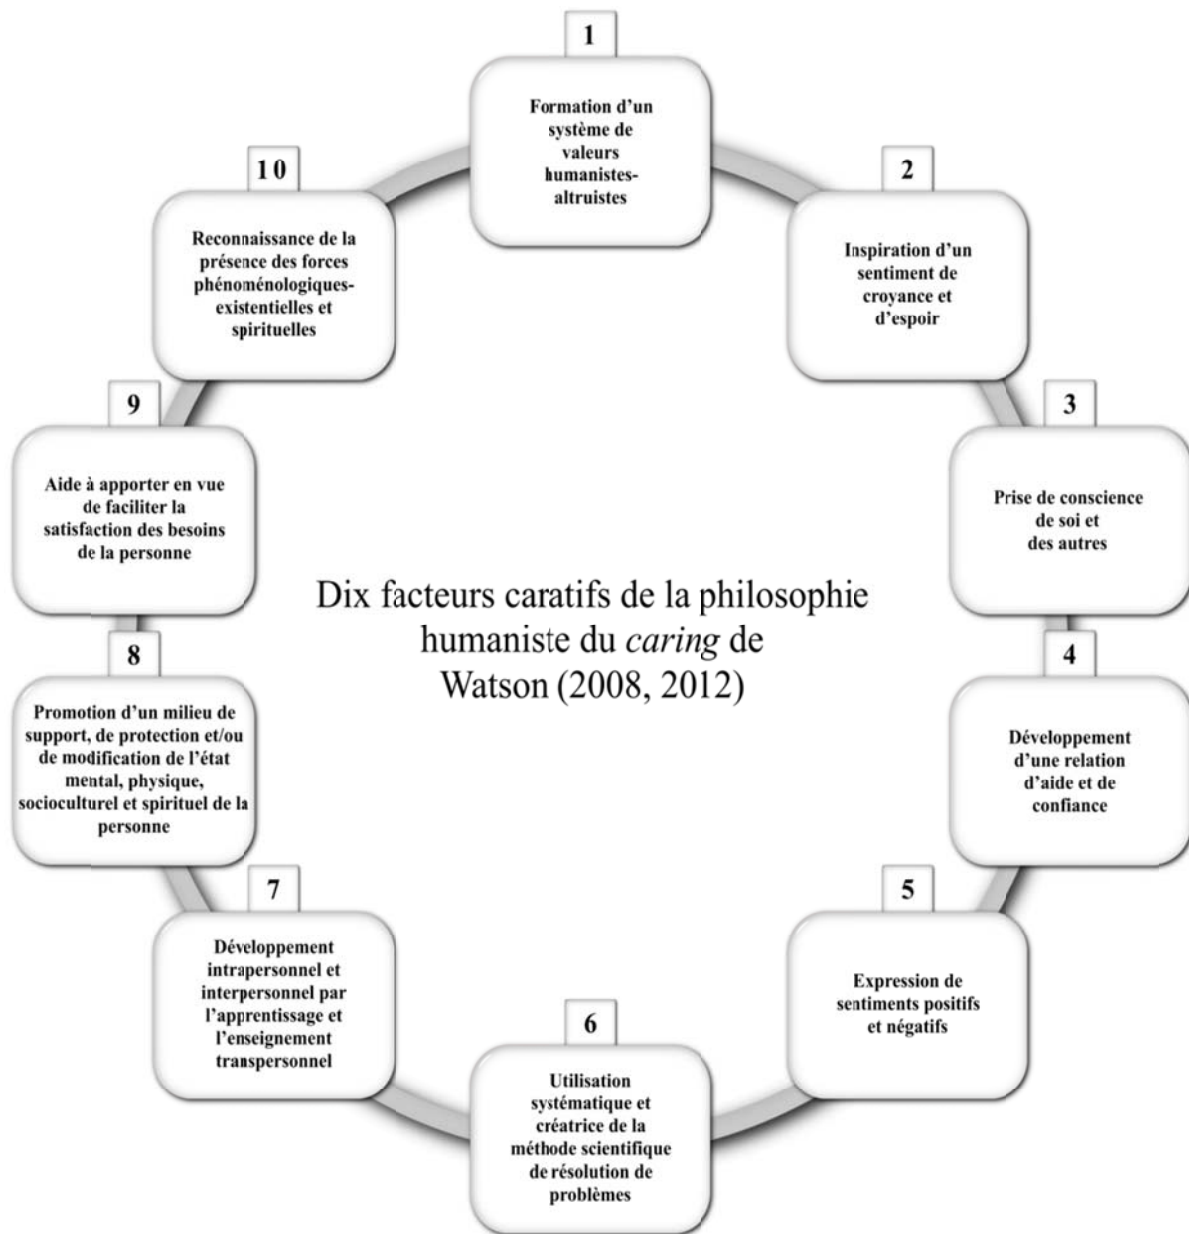 1
Formation d'un
système de
valeurs
humanistes-
altruistes
2
Inspiration d'un
sentiment de
croyance et
d'espoir
3
Prise de conscience
de soi et
des autres
4
Développement
d'une relation
d'aide et de
confiance
5
Expression de
sentiments positifs
et négatifs
6
Utilisation
systématique et
créatrice de la
méthode scientifique
de résolution de
problèmes
7
Développement
intrapersonnel et
interpersonnel par
l'apprentissage et
l'enseignement
transpersonnel
8
Promotion d'un milieu de
support, de protection et/ou
de modification de l'état
mental, physique,
socioculturel et spirituel de la
personne
9
Aide à apporter en vue
de faciliter la
satisfaction des besoins
de la personne
10
Reconnaissance de la
présence des forces
phénoménologiques-
existentielles et
spirituelles
Dix facteurs caratifs de la philosophie
humaniste du caring de
Watson (2008, 2012)